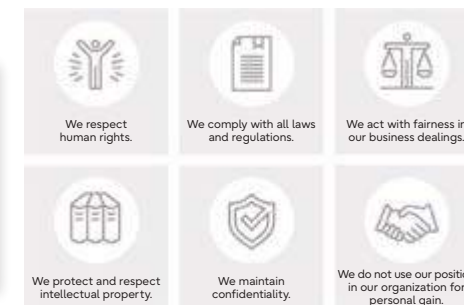 We respect
human rights.
We comply with all laws
and regulations.
We act with fairness in
our business dealings.
We protect and respect
intellectual property.
We maintain
confidentiality.
We do not use our position
in our organization for
personal gain.